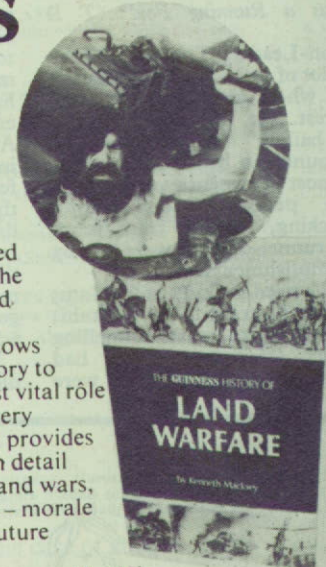 S
ed
he
d.
ows
ory to
st vital rôle
ery
provides
n detail
and wars,
– morale
uture
THE GUINNESS HISTORY OF
LAND
WARFARE
by Kenneth Macksey